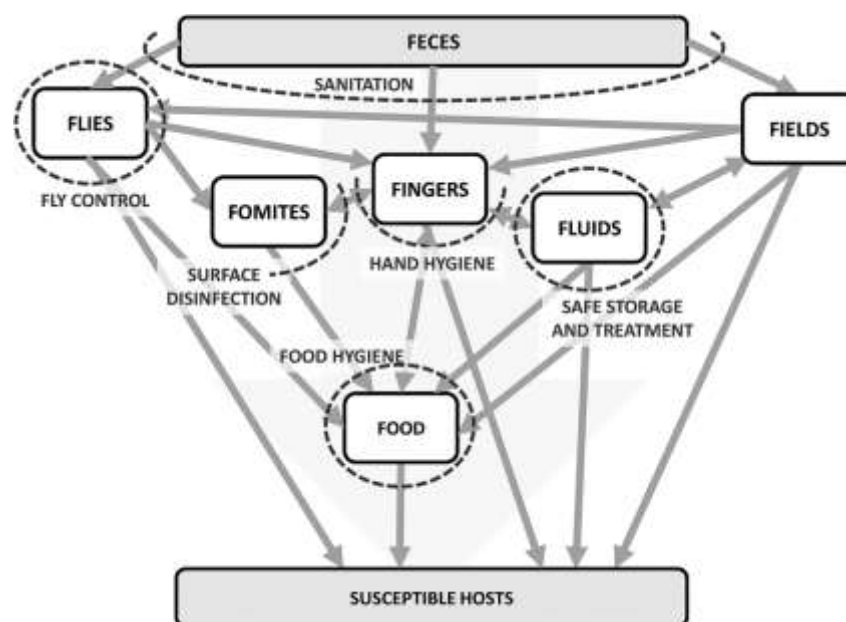 FECES
SANITATION
FLIES
FIELDS
FINGERS
FLY CONTROL
FOMITES
FLUIDS
HAND HYGIENE
SURFACE
DISINFECTION
SAFE STORAGE
AND TREATMENT
FOOD HYGIENE
FOOD
SUSCEPTIBLE HOSTS